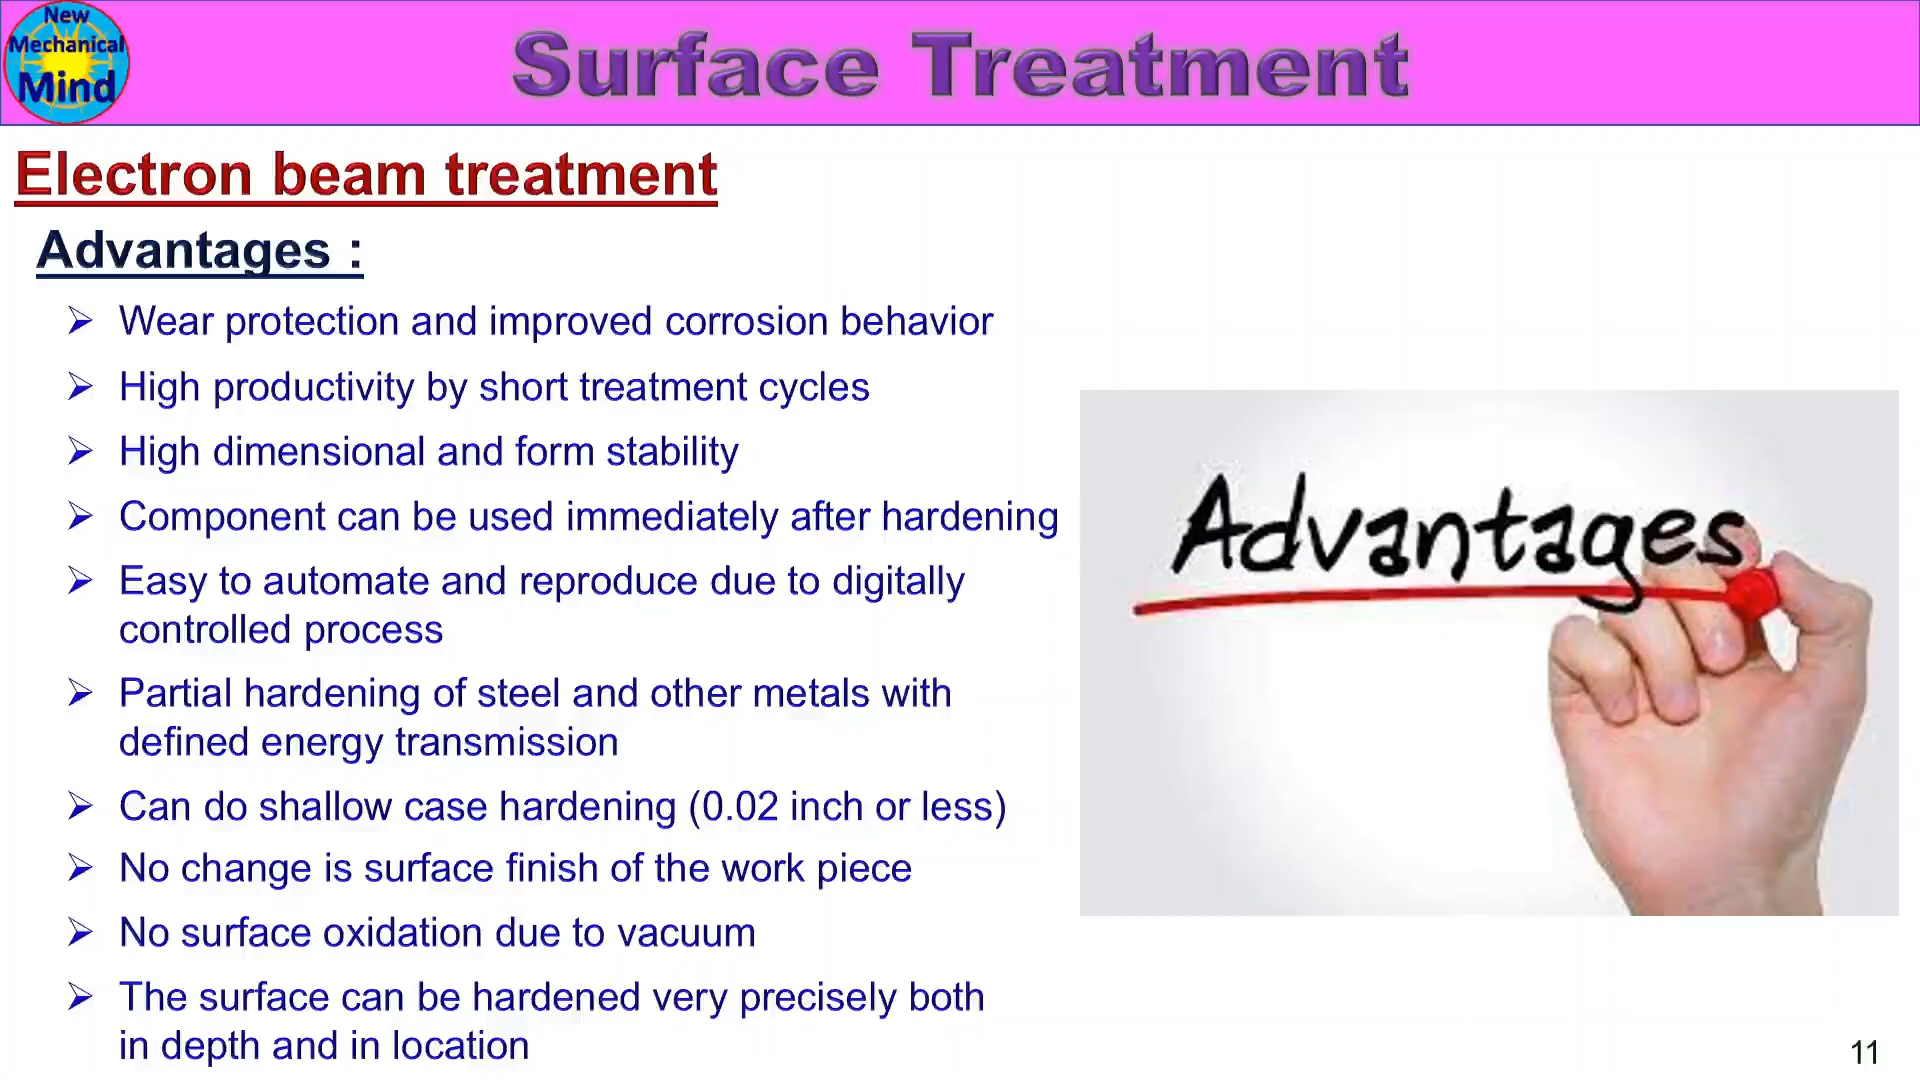 New
Mechanical
Mind
Surface Treatment
Electron beam treatment
Advantages :
Wear protection and improved corrosion behavior
High productivity by short treatment cycles
High dimensional and form stability
Component can be used immediately after hardening
Easy to automate and reproduce due to digitally
controlled process
Partial hardening of steel and other metals with
defined energy transmission
Can do shallow case hardening (0.02 inch or less)
No change is surface finish of the work piece
No surface oxidation due to vacuum
The surface can be hardened very precisely both
in depth and in location
Advantages
11